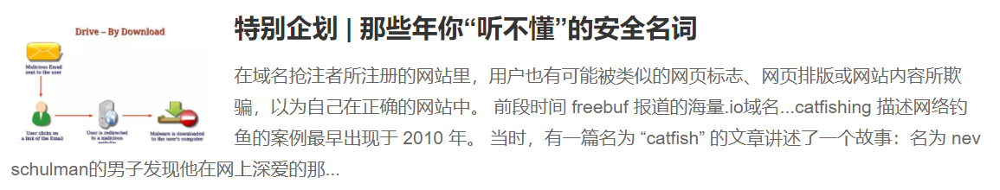 Drive – By Download
Malicious Email
sent to the user
User clicks on
a link of the Email
User is redirected
to a malicious
website
Malware is downloaded
to the user's computer
特别企划 | 那些年你“听不懂”的安全名词
在域名抢注者所注册的网站里，用户也有可能被类似的网页标志、网页排版或网站内容所欺
骗，以为自己在正确的网站中。 前段时间 freebuf 报道的海量.io域名...catfishing 描述网络钓
鱼的案例最早出现于 2010 年。 当时，有一篇名为 “catfish” 的文章讲述了一个故事：名为 nev
schulman的男子发现他在网上深爱的那...